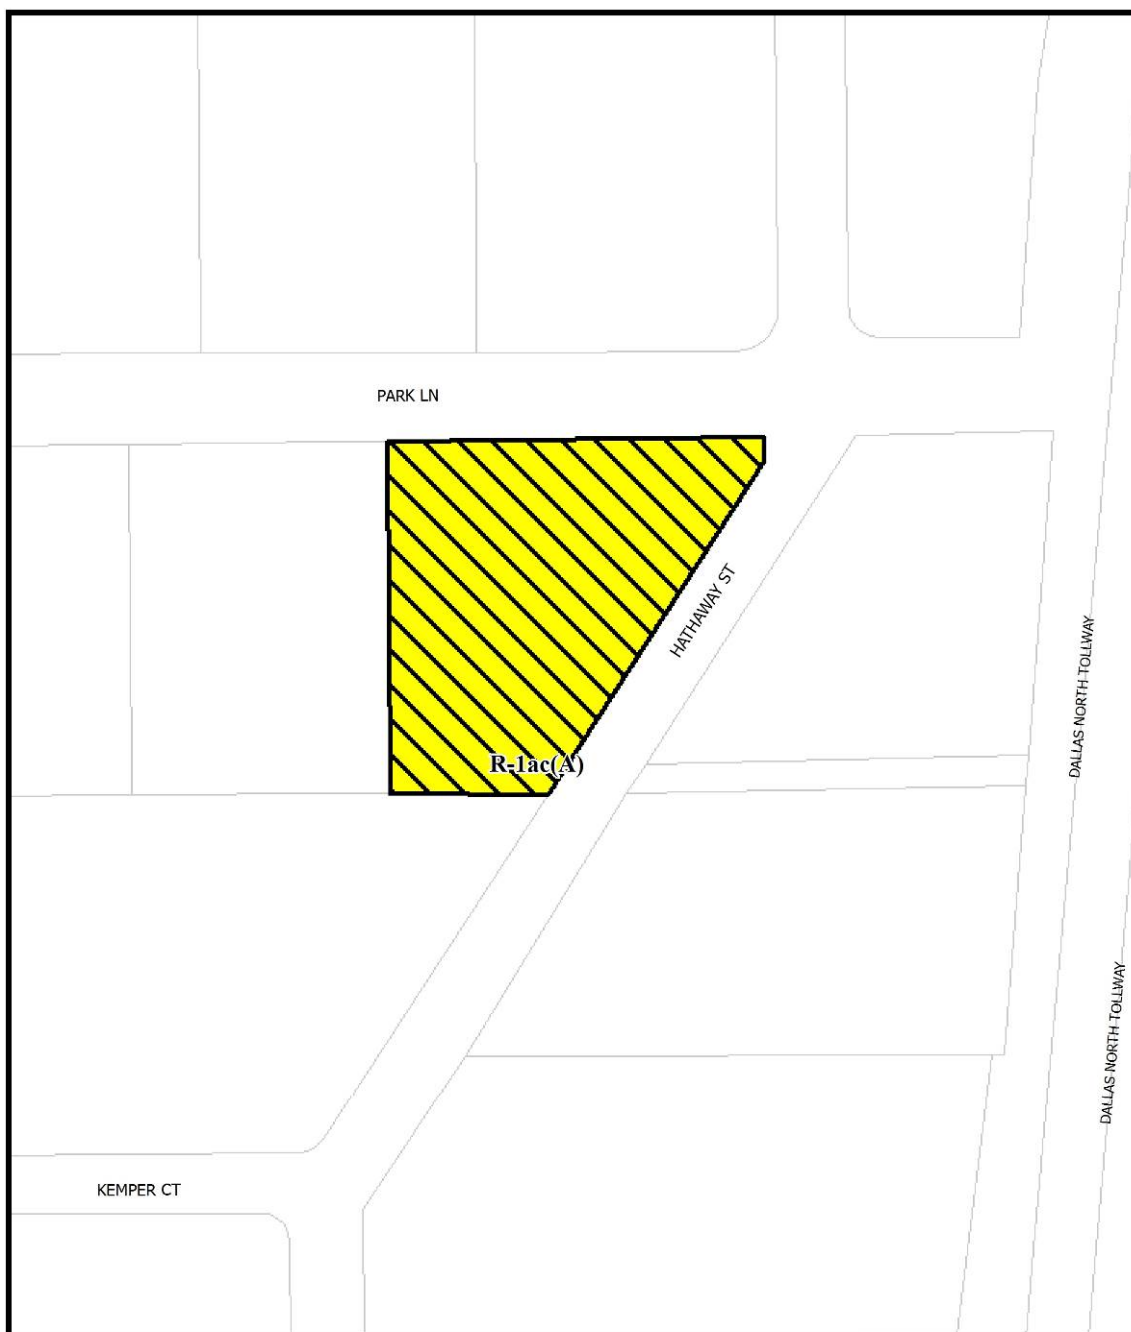 PARK LN
HATHAWAY ST
DALLAS NORTH TOLLWAY
R-1ac(A)
DALLAS NORTH TOLLWAY
KEMPER CT